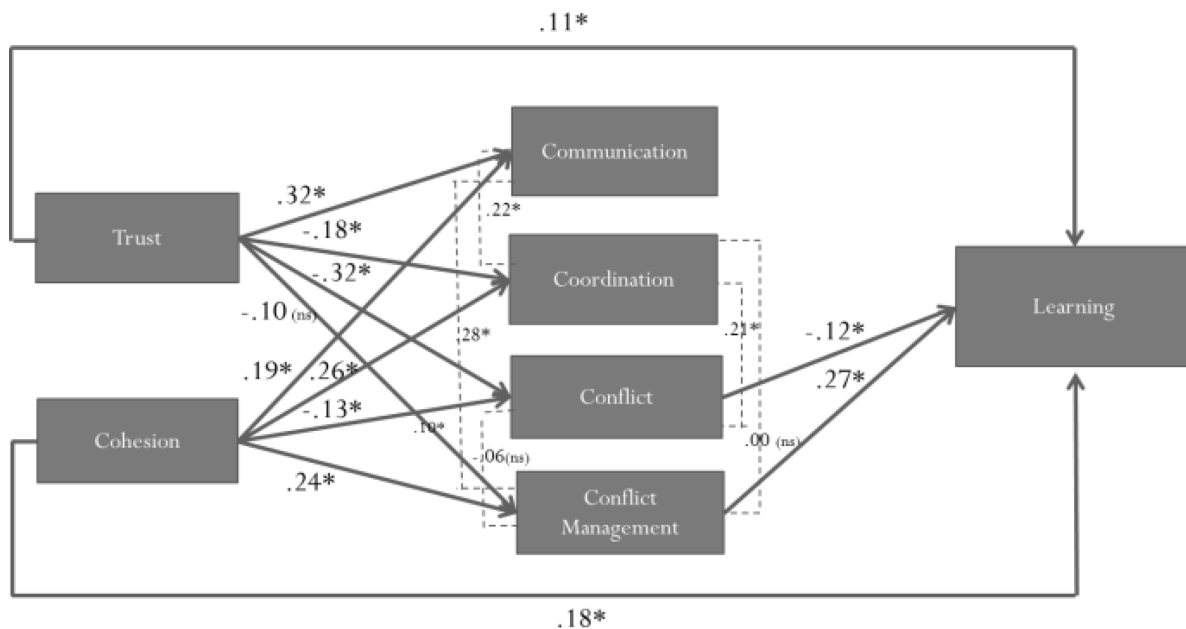 .11*
Communication
.32*
.22*
Trust
-.18*
-.32*
Coordination
-.10 (ns)
.28*
.21*
Learning
-.12*
.19*
.26*
.27*
Conflict
-.13*
Cohesion
.10*
.00 (ns)
-.06(ns)
.24*
Conflict
Management
.18*